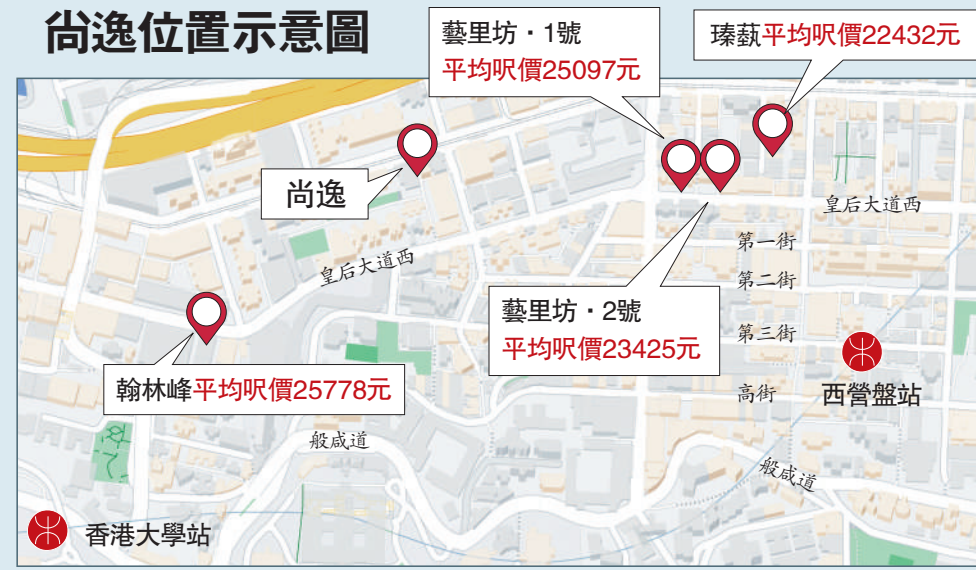 尚逸位置示意圖
藝里坊·1號
平均呎價25097元
瑧蓺平均呎價22432元
尚逸
皇后大道西
皇后大道西
第一街
第二街
藝里坊·2號
平均呎價23425元
第三街
翰林峰平均呎價25778元
高街
西營盤站
般咸道
般咸道
香港大學站